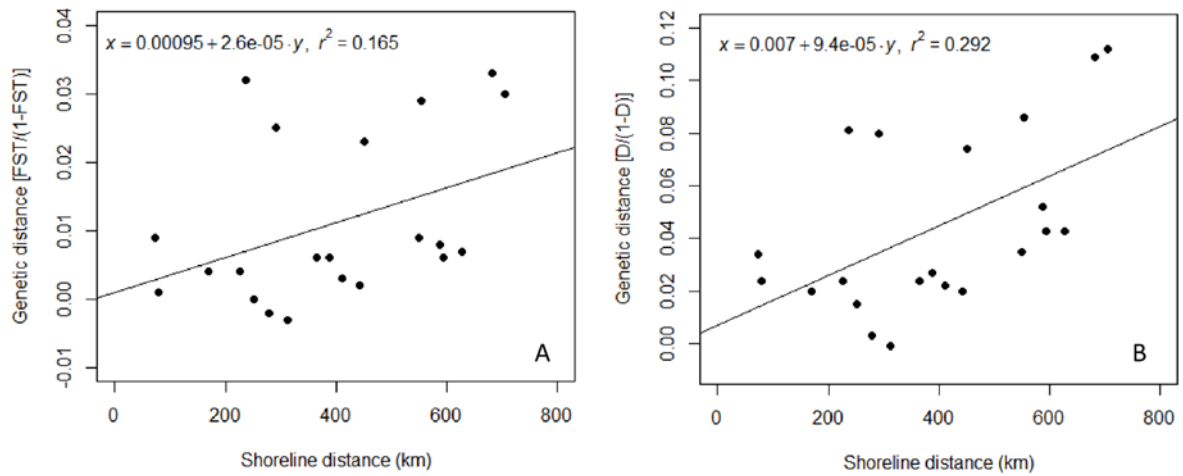 x = 0.00095 + 2.6e-05 · y, r² = 0.165
Genetic distance [FST/(1-FST)]
0.04
0.03
0.02
0.01
0.00
-0.01
A
0 200 400 600 800
Shoreline distance (km)
x = 0.007 + 9.4e-05 · y, r² = 0.292
Genetic distance [D/(1-D)]
0.12
0.10
0.08
0.06
0.04
0.02
0.00
B
0 200 400 600 800
Shoreline distance (km)